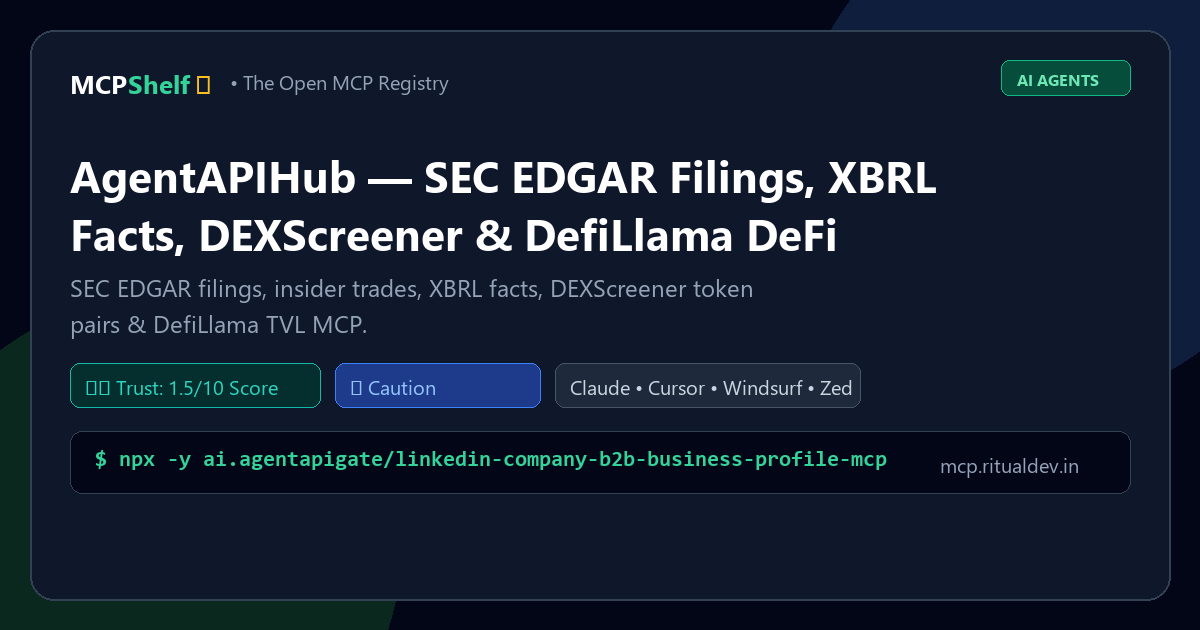 MCPShelf • The Open MCP Registry
AI AGENTS
AgentAPIHub — SEC EDGAR Filings, XBRL
Facts, DEXScreener & DefiLlama DeFi
SEC EDGAR filings, insider trades, XBRL facts, DEXScreener token
pairs & DefiLlama TVL MCP.
Trust: 1.5/10 Score
Caution
Claude • Cursor • Windsurf • Zed
$ npx -y ai.agentapigate/linkedin-company-b2b-business-profile-mcp
mcp.ritualdev.in